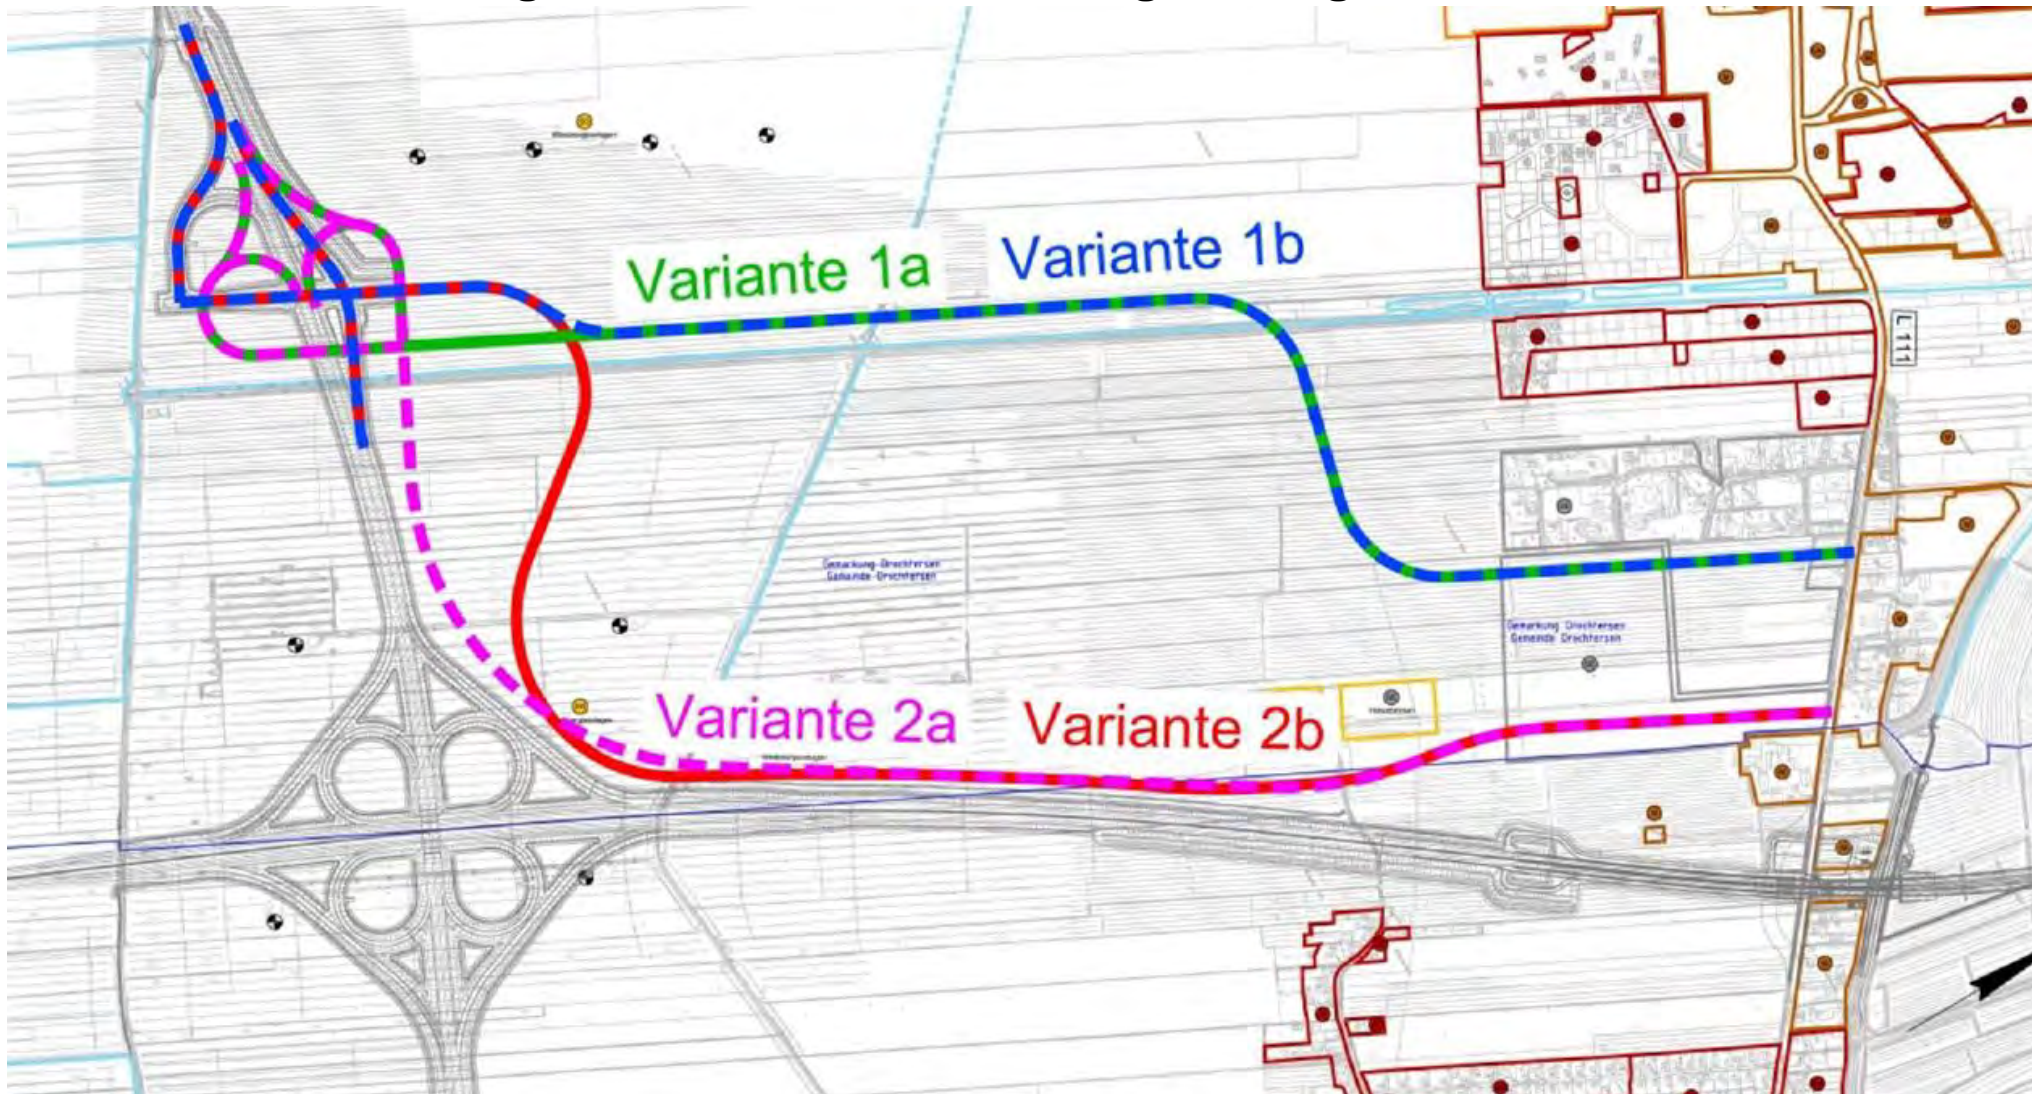 Variante 1a
Variante 1b
L 111
Gemarkung Drochtersen
Gemeinde Drochtersen
Gemarkung Drochtersen
Gemeinde Drochtersen
Variante 2a
Variante 2b